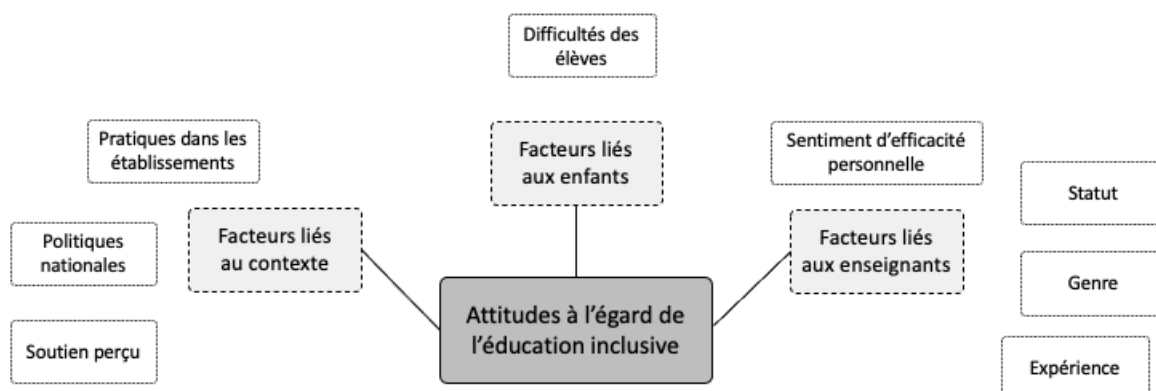 Difficultés des
élèves
Pratiques dans les
établissements
Facteurs liés
aux enfants
Sentiment d'efficacité
personnelle
Statut
Politiques
nationales
Facteurs liés
au contexte
Facteurs liés
aux enseignants
Genre
Attitudes à l'égard de
l'éducation inclusive
Soutien perçu
Expérience